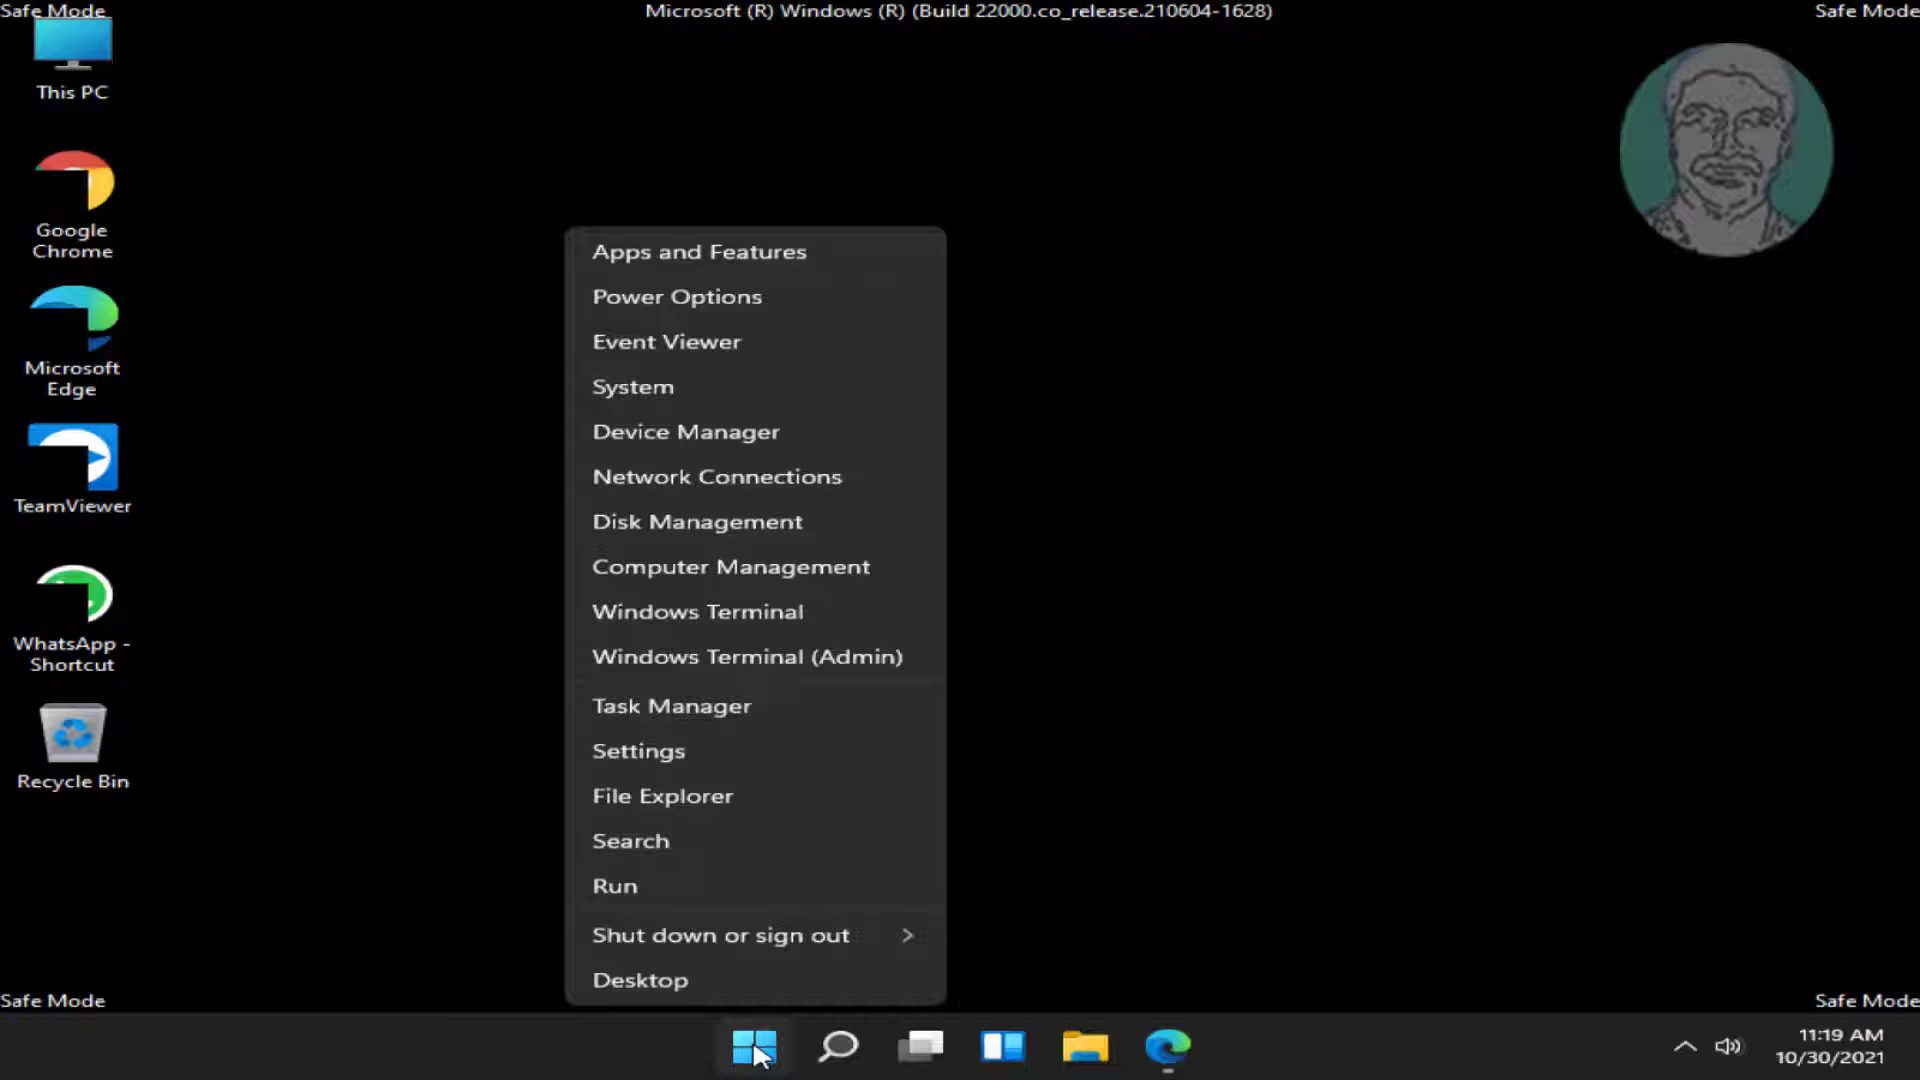 Safe Mode
Microsoft (R) Windows (R) (Build 22000.co_release.210604-1628)
Safe Mode
This PC
Google
Chrome
Microsoft
Edge
TeamViewer
WhatsApp -
Shortcut
Recycle Bin
Apps and Features
Power Options
Event Viewer
System
Device Manager
Network Connections
Disk Management
Computer Management
Windows Terminal
Windows Terminal (Admin)
Task Manager
Settings
File Explorer
Search
Run
Shut down or sign out
Desktop
Safe Mode
Safe Mode
11:19 AM
10/30/2021